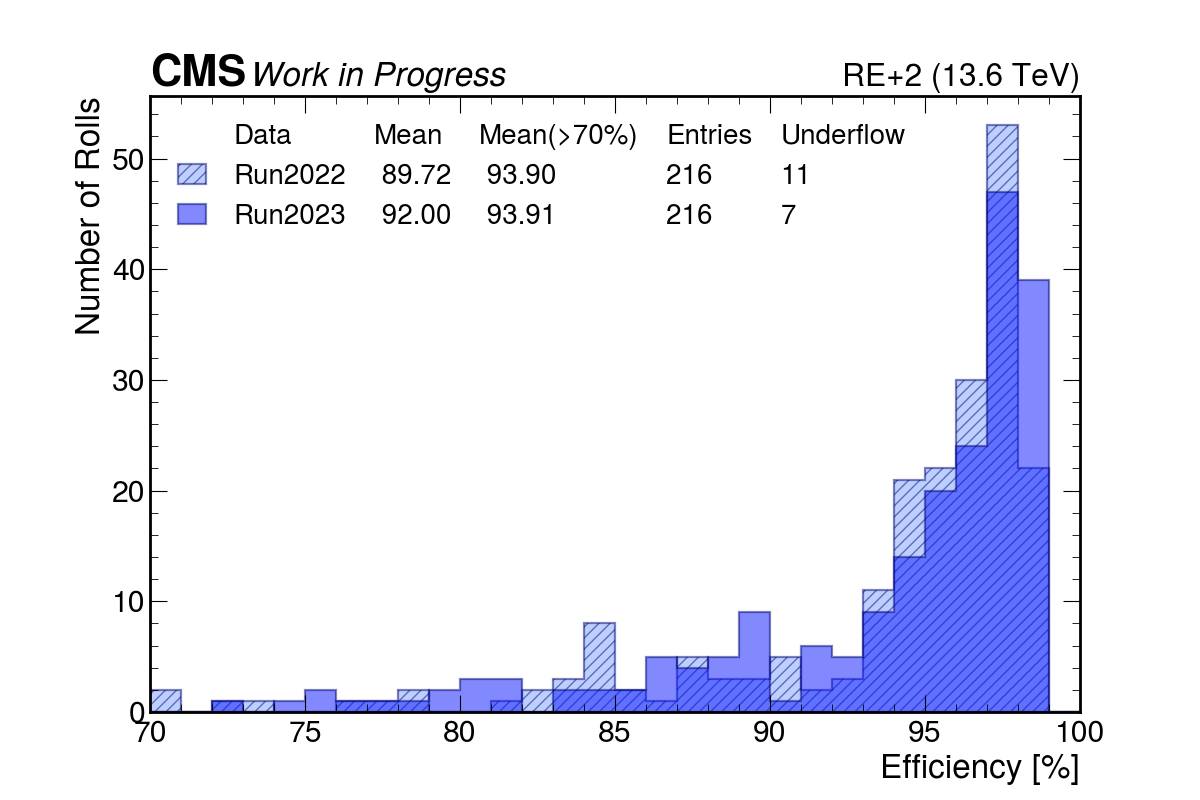 CMS Work in Progress RE+2 (13.6 TeV)
Number of Rolls
Data Mean Mean(>70%) Entries Underflow
Run2022 89.72 93.90 216 11
Run2023 92.00 93.91 216 7
50
40
30
20
10
0
70 75 80 85 90 95 100
Efficiency [%]